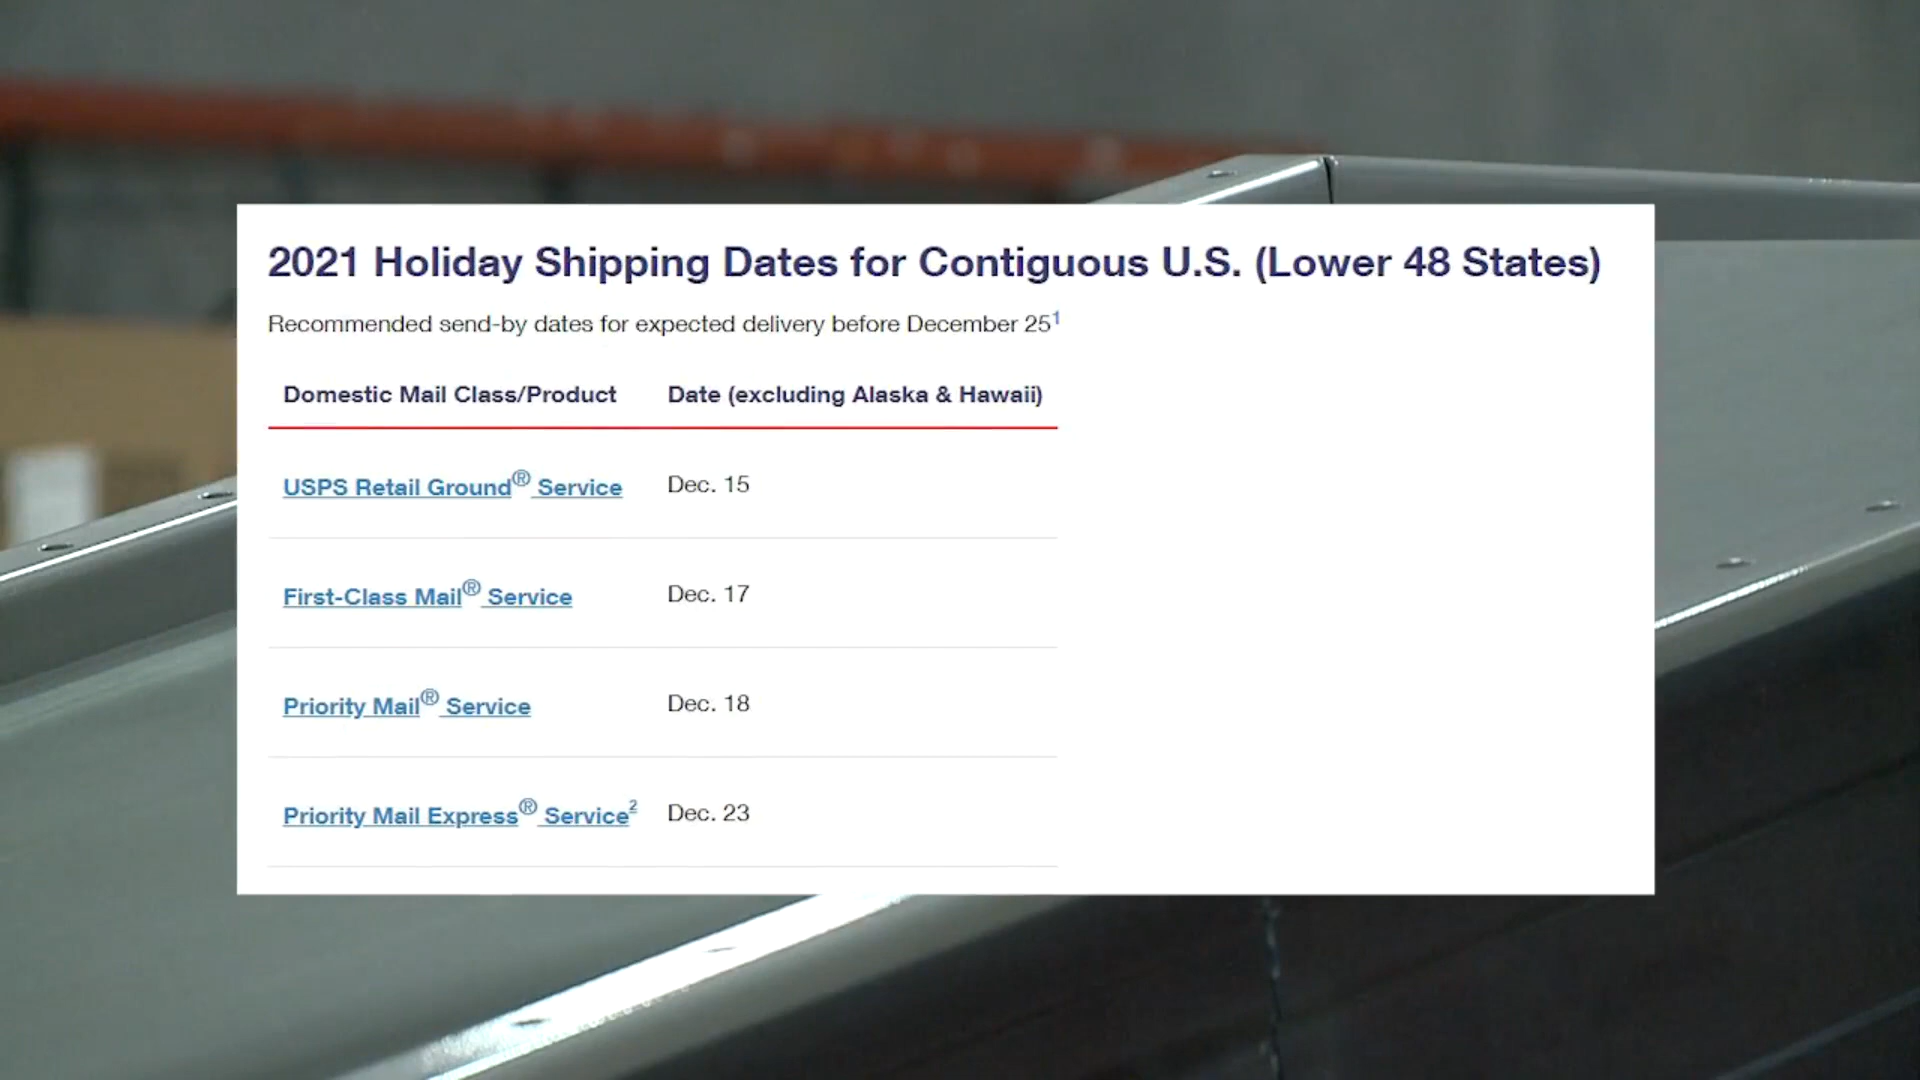 2021 Holiday Shipping Dates for Contiguous U.S. (Lower 48 States)
Recommended send-by dates for expected delivery before December 25¹
Domestic Mail Class/Product Date (excluding Alaska & Hawaii)
USPS Retail Ground® Service Dec. 15
First-Class Mail® Service Dec. 17
Priority Mail® Service Dec. 18
Priority Mail Express® Service² Dec. 23